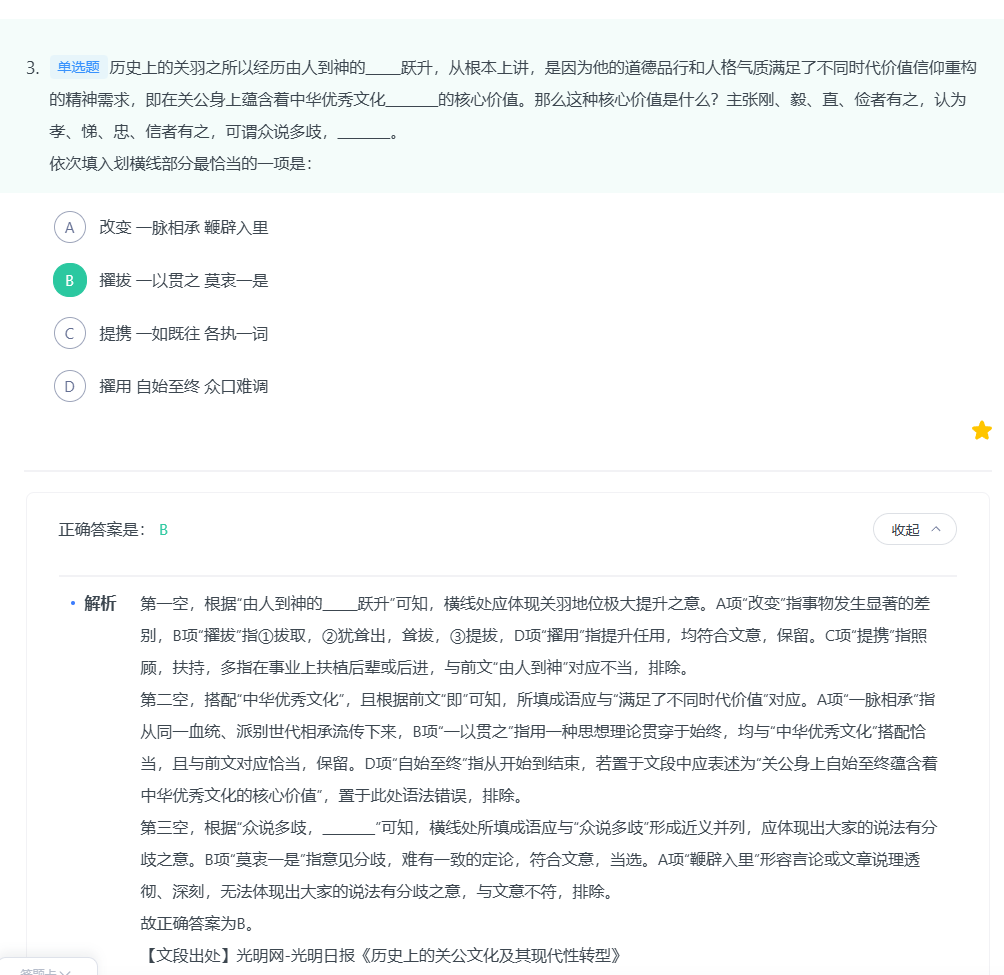 3. 单选题 历史上的关羽之所以经历由人到神的_____跃升，从根本上讲，是因为他的道德品行和人格气质满足了不同时代价值信仰重构
的精神需求，即在关公身上蕴含着中华优秀文化_______的核心价值。那么这种核心价值是什么？主张刚、毅、直、俭者有之，认为
孝、悌、忠、信者有之，可谓众说多歧，_______。
依次填入划横线部分最恰当的一项是：
A 改变 一脉相承 鞭辟入里
B 擢拔 一以贯之 莫衷一是
C 提携 一如既往 各执一词
D 擢用 自始至终 众口难调
正确答案是： B 收起
• 解析 第一空，根据“由人到神的_____跃升”可知，横线处应体现关羽地位极大提升之意。A项“改变”指事物发生显著的差
别，B项“擢拔”指①拔取，②犹耸出，耸拔，③提拔，D项“擢用”指提升任用，均符合文意，保留。C项“提携”指照
顾，扶持，多指在事业上扶植后辈或后进，与前文“由人到神”对应不当，排除。
第二空，搭配“中华优秀文化”，且根据前文“即”可知，所填成语应与“满足了不同时代价值”对应。A项“一脉相承”指
从同一血统、派别世代相承流传下来，B项“一以贯之”指用一种思想理论贯穿于始终，均与“中华优秀文化”搭配恰
当，且与前文对应恰当，保留。D项“自始至终”指从开始到结束，若置于文段中应表述为“关公身上自始至终蕴含着
中华优秀文化的核心价值”，置于此处语法错误，排除。
第三空，根据“众说多歧，_______”可知，横线处所填成语应与“众说多歧”形成近义并列，应体现出大家的说法有分
歧之意。B项“莫衷一是”指意见分歧，难有一致的定论，符合文意，当选。A项“鞭辟入里”形容言论或文章说理透
彻、深刻，无法体现出大家的说法有分歧之意，与文意不符，排除。
故正确答案为B。
【文段出处】光明网-光明日报《历史上的关公文化及其现代性转型》
答题卡